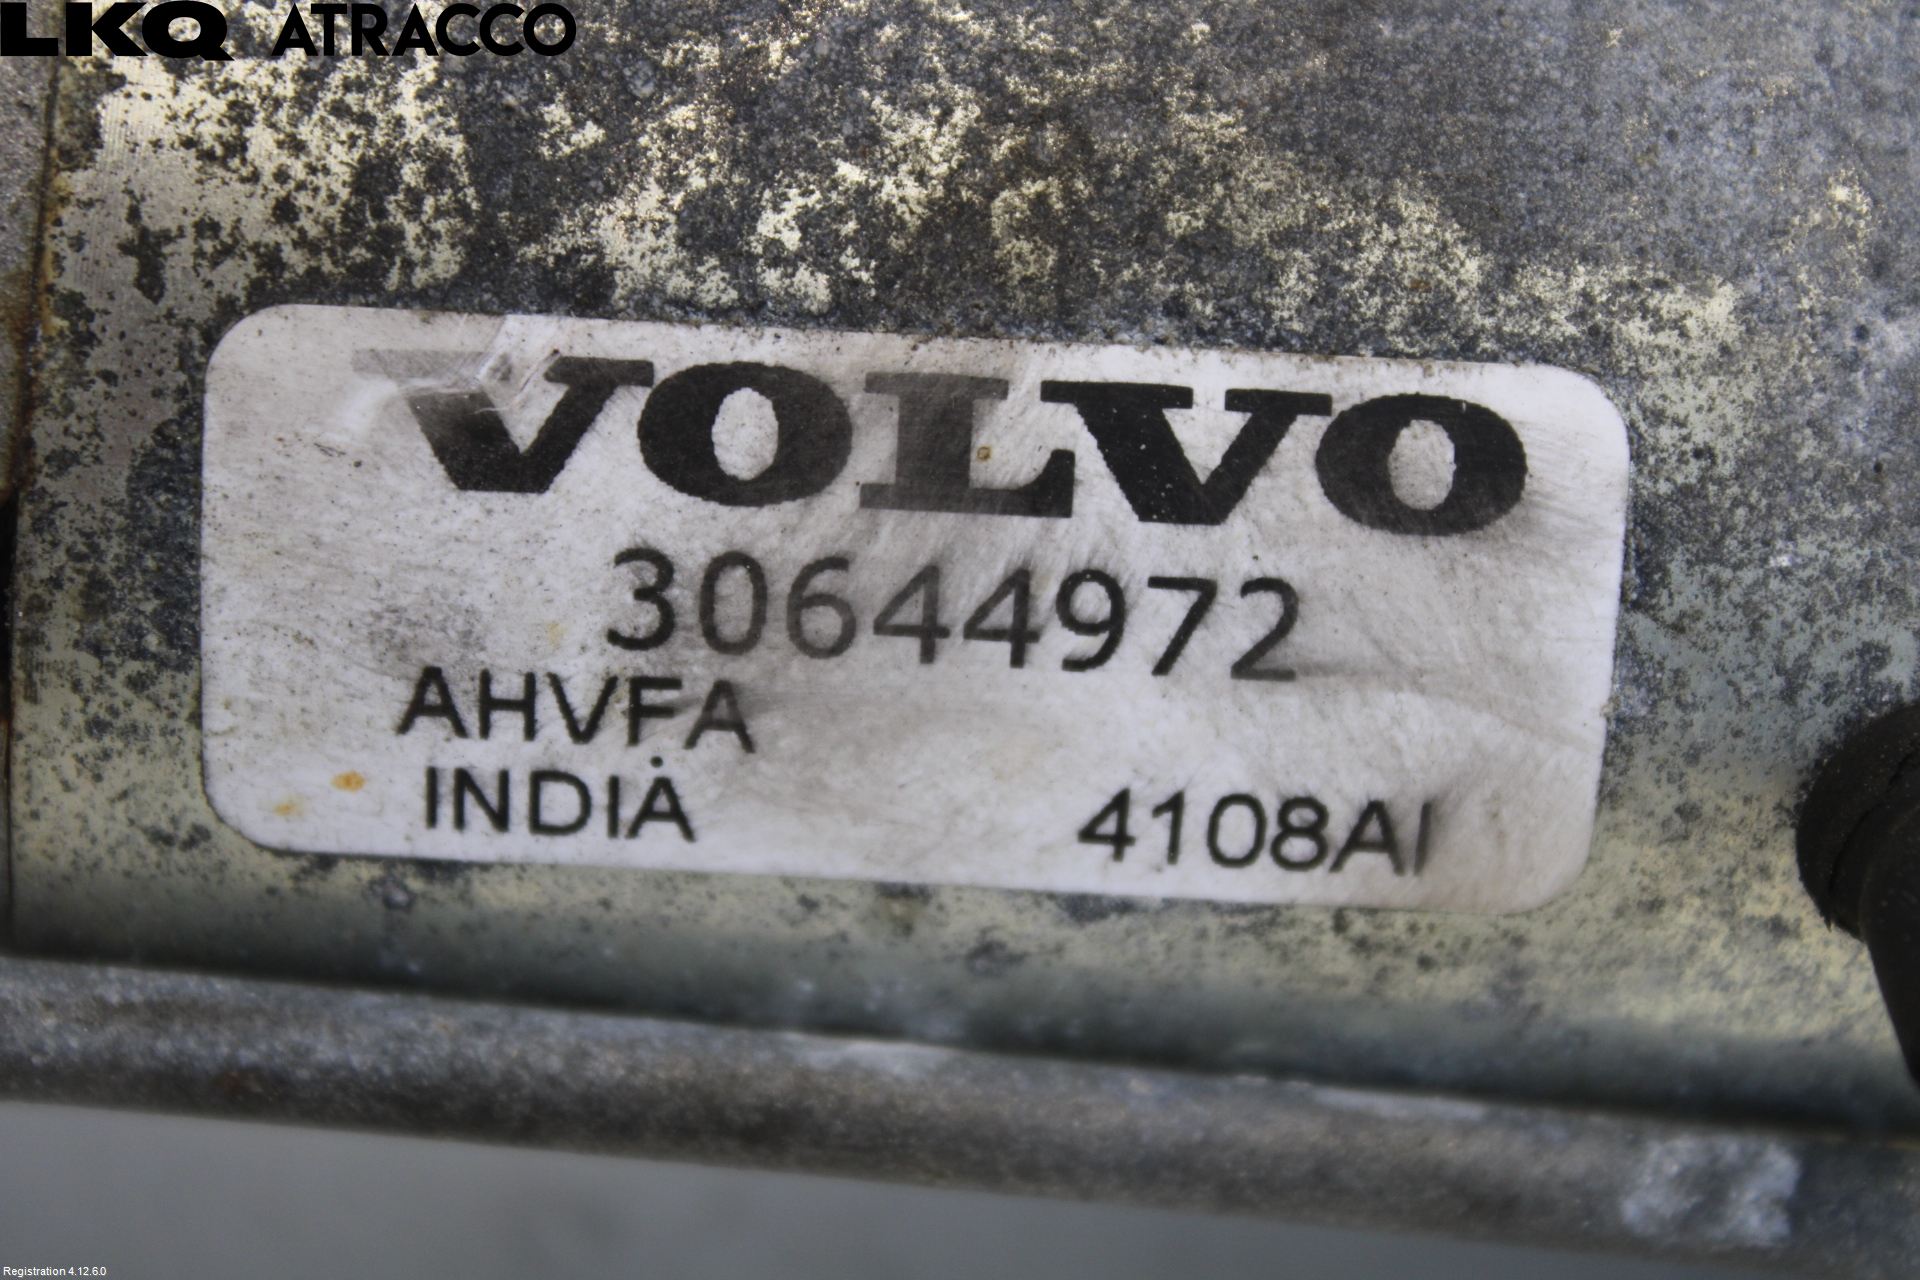 LKQ ATRACCO
VOLVO
30644972
AHVFA
INDIA 4108AI
Registration 4.12.6.0